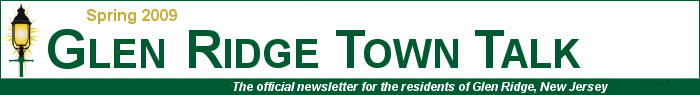 Spring 2009
GLEN RIDGE TOWN TALK
The official newsletter for the residents of Glen Ridge, New Jersey